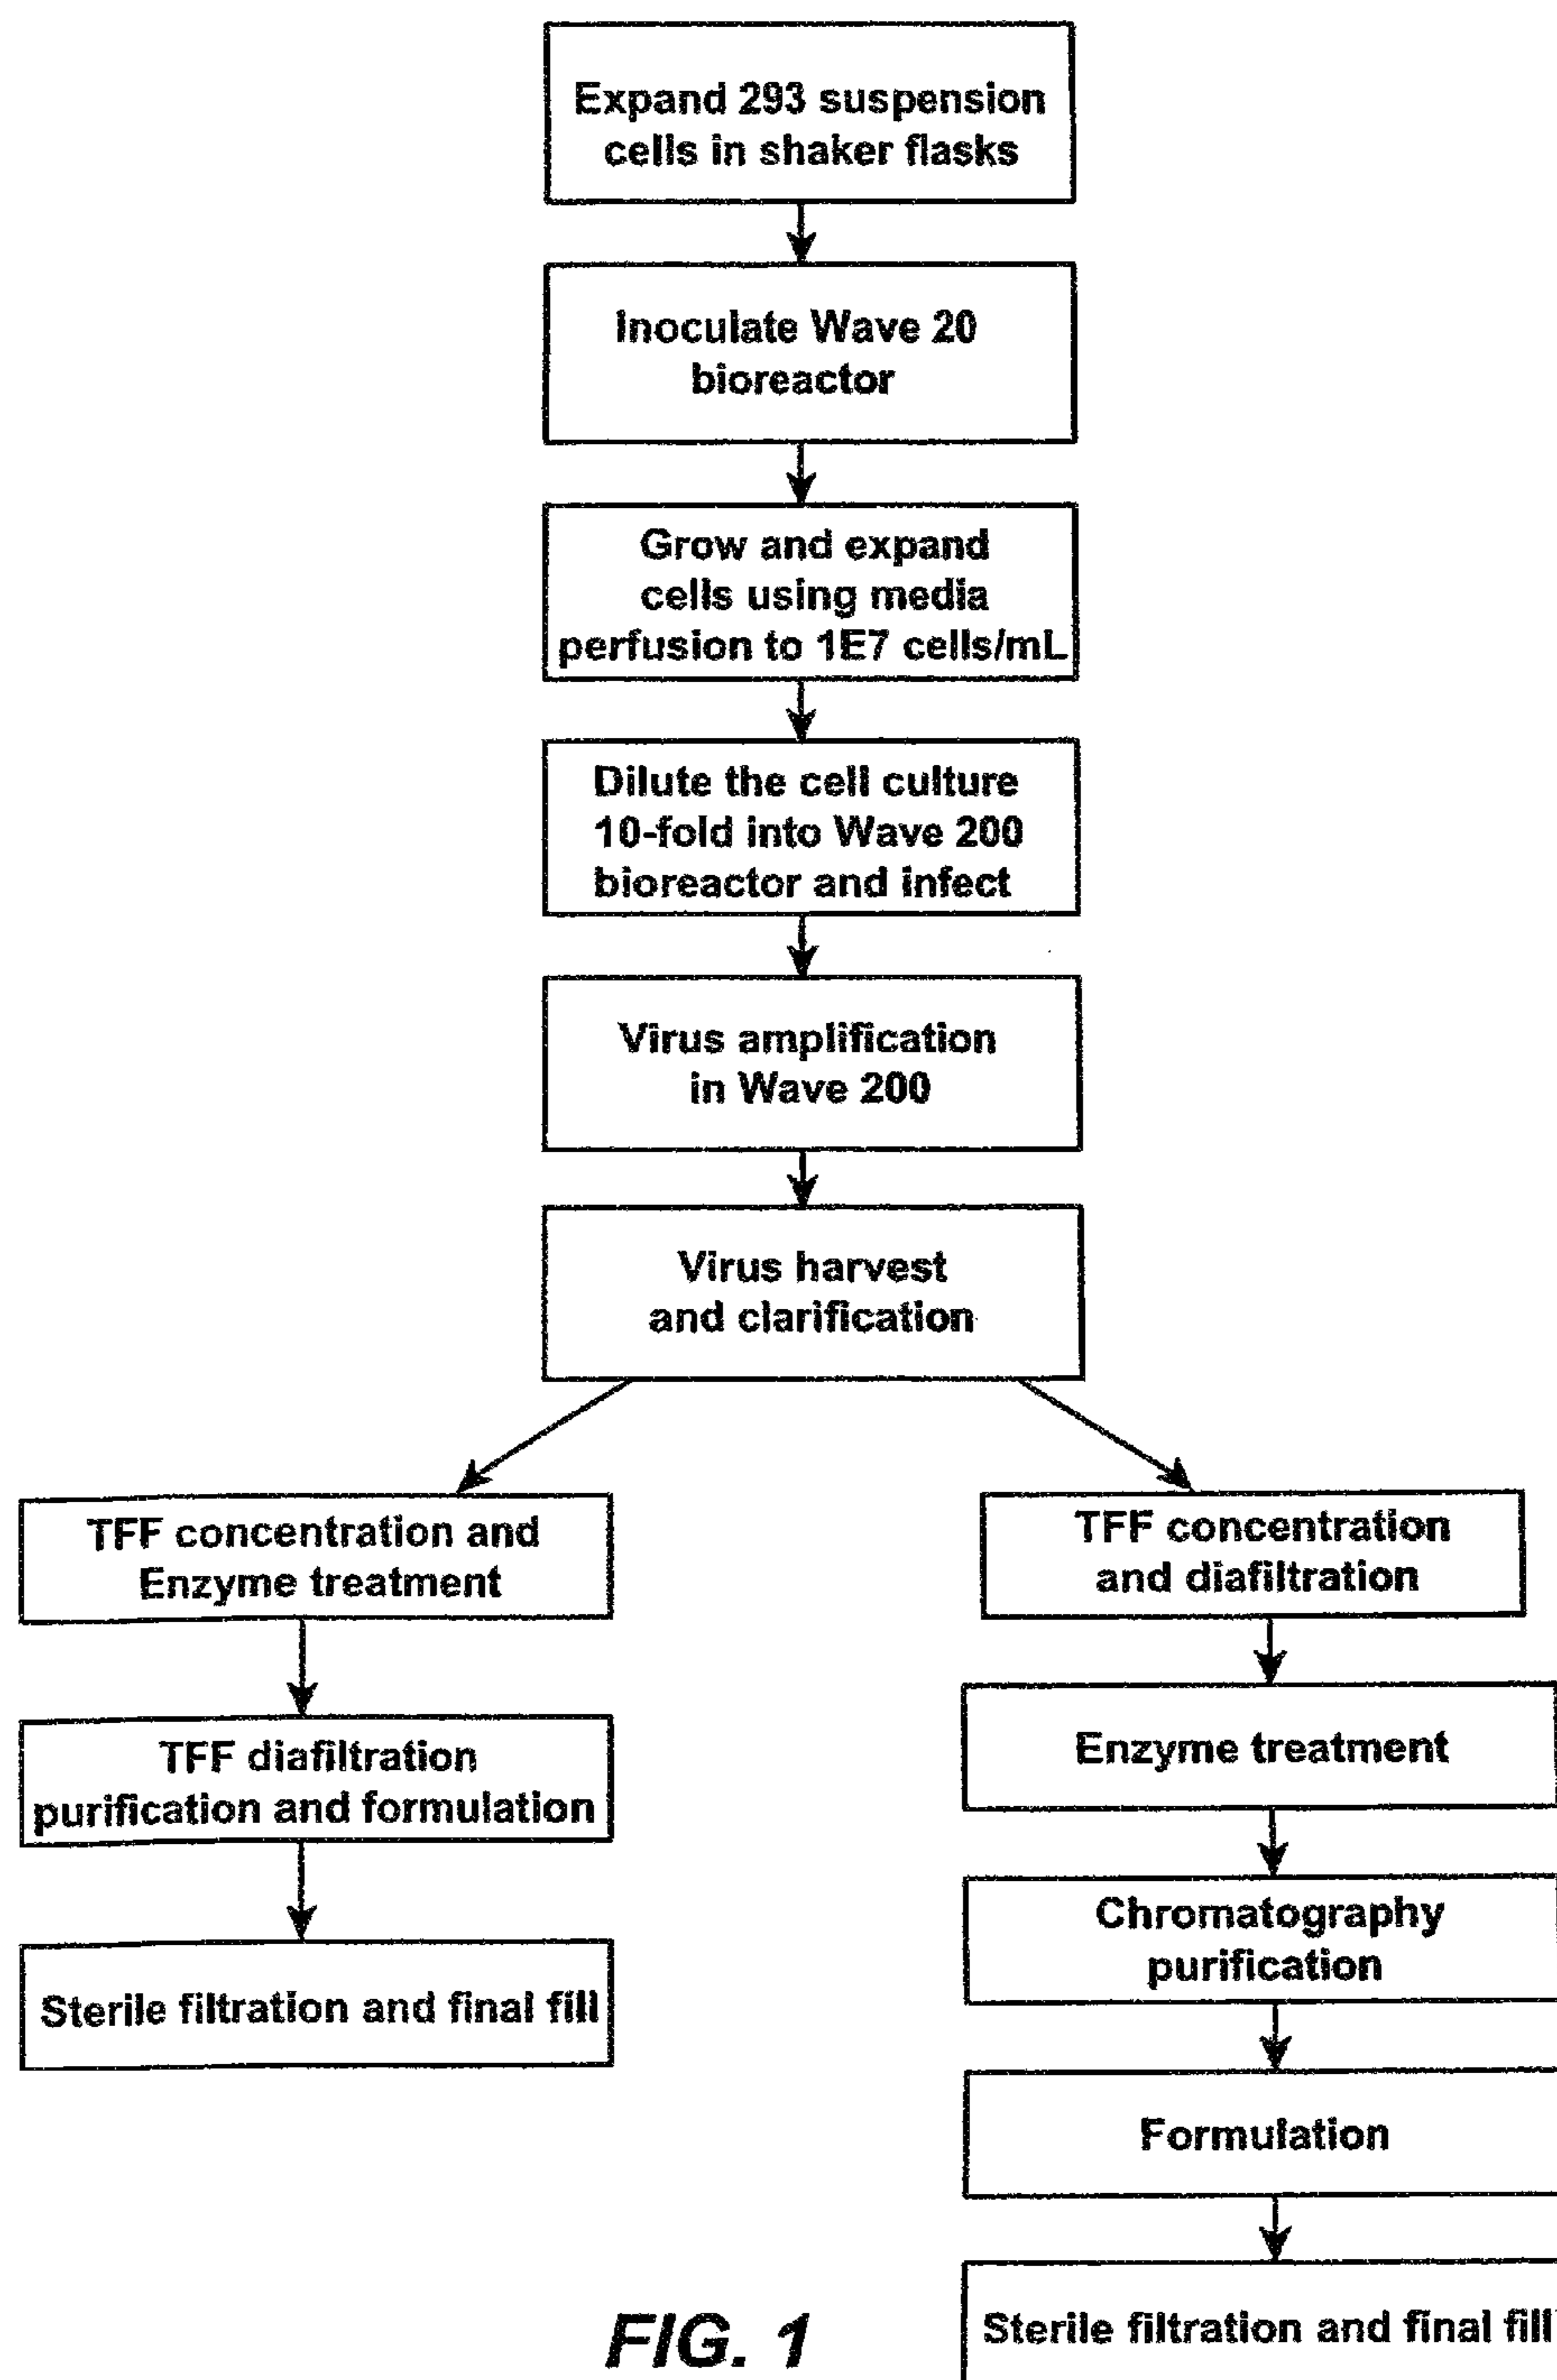 Expand 293 suspension
cells in shaker flasks
Inoculate Wave 20
bioreactor
Grow and expand
cells using media
perfusion to 1E7 cells/mL
Dilute the cell culture
10-fold into Wave 200
bioreactor and infect
Virus amplification
in Wave 200
Virus harvest
and clarification
TFF concentration and
Enzyme treatment
TFF diafiltration
purification and formulation
Sterile filtration and final fill
TFF concentration
and diafiltration
Enzyme treatment
Chromatography
purification
Formulation
Sterile filtration and final fill
FIG. 1